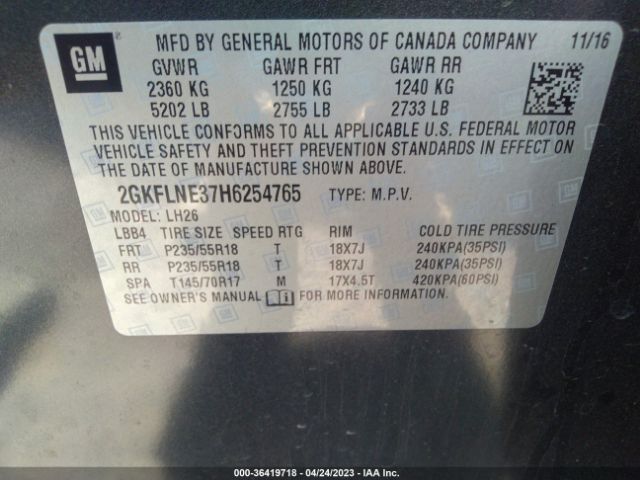 GM MFD BY GENERAL MOTORS OF CANADA COMPANY 11/16
GVWR GAWR FRT GAWR RR
2360 KG 1250 KG 1240 KG
5202 LB 2755 LB 2733 LB
THIS VEHICLE CONFORMS TO ALL APPLICABLE U.S. FEDERAL MOTOR
VEHICLE SAFETY AND THEFT PREVENTION STANDARDS IN EFFECT ON
THE DATE OF MANUFACTURE SHOWN ABOVE.
2GKFLNE37H6254765 TYPE: M.P.V.
MODEL: LH26
LBB4 TIRE SIZE SPEED RTG RIM COLD TIRE PRESSURE
FRT P235/55R18 T 18X7J 240KPA(35PSI)
RR P235/55R18 T 18X7J 240KPA(35PSI)
SPA T145/70R17 M 17X4.5T 420KPA(60PSI)
SEE OWNER'S MANUAL FOR MORE INFORMATION.
000-36419718 - 04/24/2023 - IAA Inc.